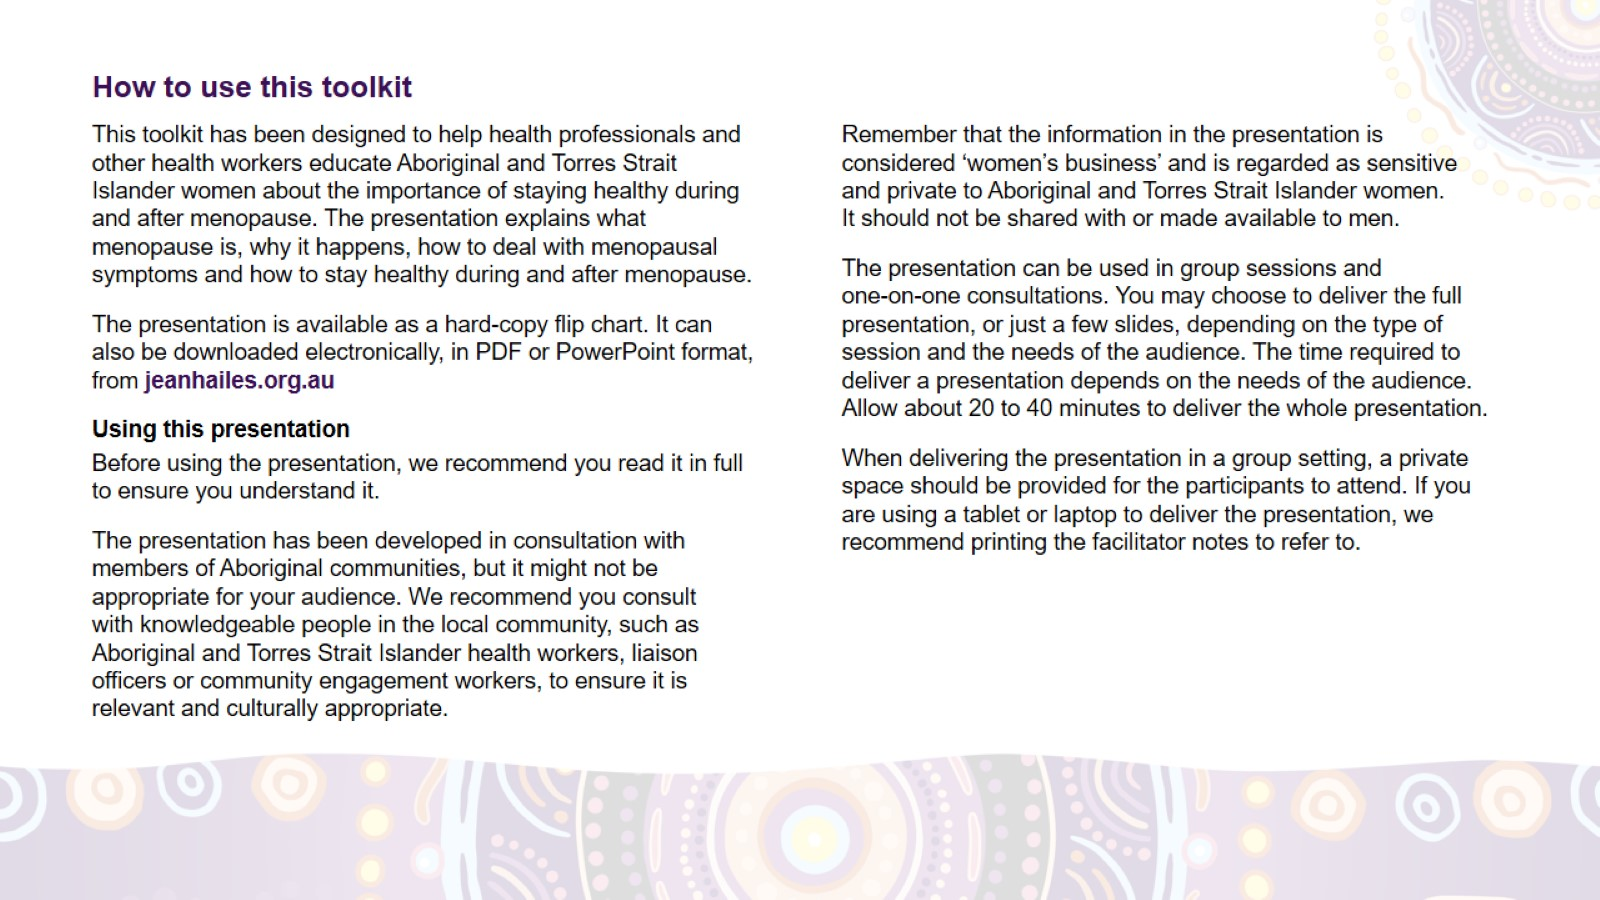 How to use this toolkit
This toolkit has been designed to help health professionals and
other health workers educate Aboriginal and Torres Strait
Islander women about the importance of staying healthy during
and after menopause. The presentation explains what
menopause is, why it happens, how to deal with menopausal
symptoms and how to stay healthy during and after menopause.
The presentation is available as a hard-copy flip chart. It can
also be downloaded electronically, in PDF or PowerPoint format,
from jeanhailes.org.au
Using this presentation
Before using the presentation, we recommend you read it in full
to ensure you understand it.
The presentation has been developed in consultation with
members of Aboriginal communities, but it might not be
appropriate for your audience. We recommend you consult
with knowledgeable people in the local community, such as
Aboriginal and Torres Strait Islander health workers, liaison
officers or community engagement workers, to ensure it is
relevant and culturally appropriate.
Remember that the information in the presentation is
considered ‘women’s business’ and is regarded as sensitive
and private to Aboriginal and Torres Strait Islander women.
It should not be shared with or made available to men.
The presentation can be used in group sessions and
one-on-one consultations. You may choose to deliver the full
presentation, or just a few slides, depending on the type of
session and the needs of the audience. The time required to
deliver a presentation depends on the needs of the audience.
Allow about 20 to 40 minutes to deliver the whole presentation.
When delivering the presentation in a group setting, a private
space should be provided for the participants to attend. If you
are using a tablet or laptop to deliver the presentation, we
recommend printing the facilitator notes to refer to.